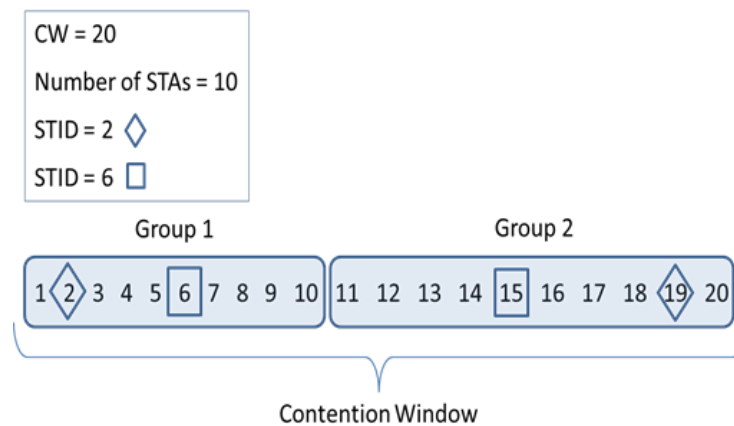 CW = 20
Number of STAs = 10
STID = 2
STID = 6
Group 1 Group 2
1 2 3 4 5 6 7 8 9 10 11 12 13 14 15 16 17 18 19 20
Contention Window